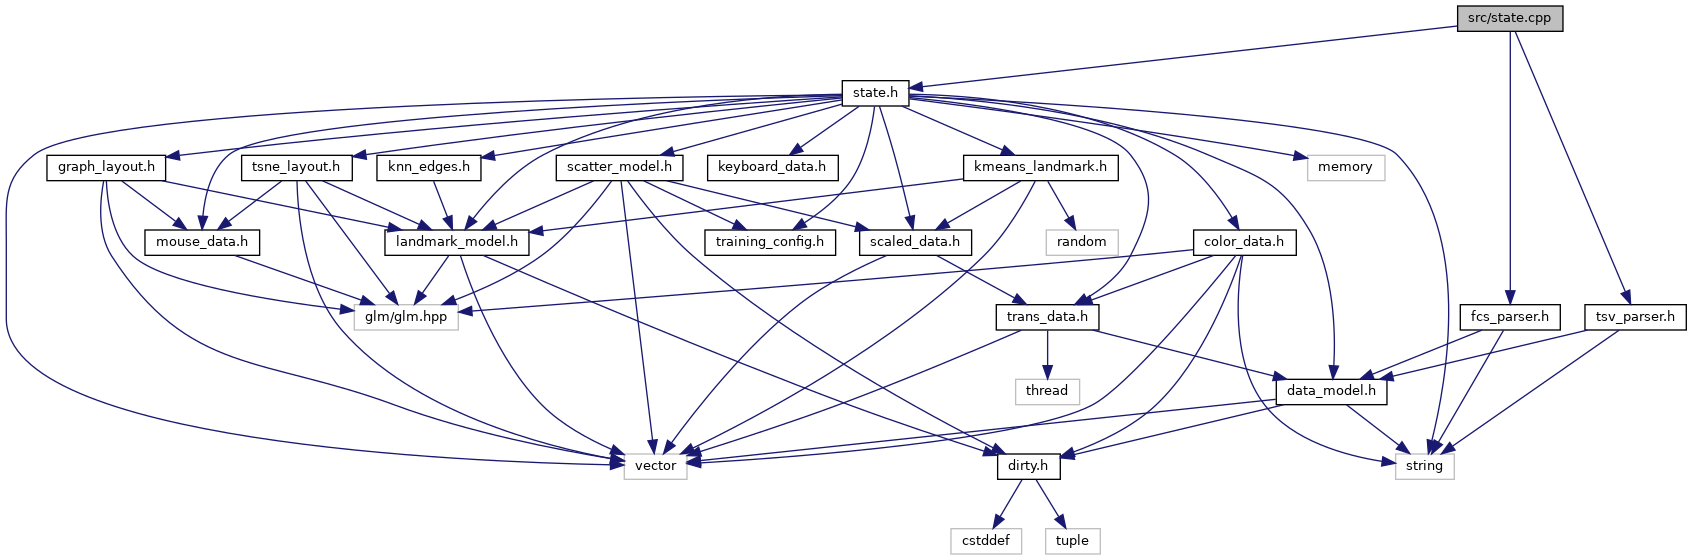 src/state.cpp
state.h
graph_layout.h
tsne_layout.h
knn_edges.h
scatter_model.h
keyboard_data.h
kmeans_landmark.h
memory
mouse_data.h
landmark_model.h
training_config.h
scaled_data.h
random
color_data.h
glm/glm.hpp
trans_data.h
fcs_parser.h
tsv_parser.h
thread
data_model.h
vector
dirty.h
string
cstddef
tuple